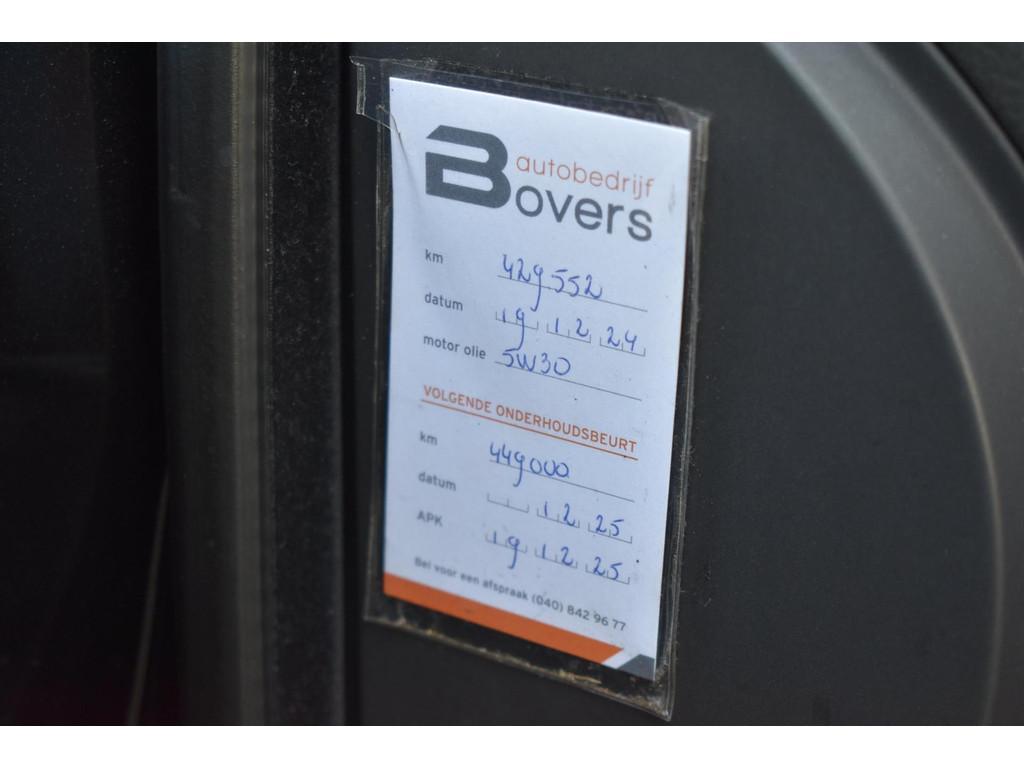 autobedrijf
Bovers
km 429552
datum 19 12 24
motor olie 5W30
VOLGENDE ONDERHOUDSBEURT
km 449000
datum 12 25
APK 19 12 25
Bel voor een afspraak (040) 842 96 77